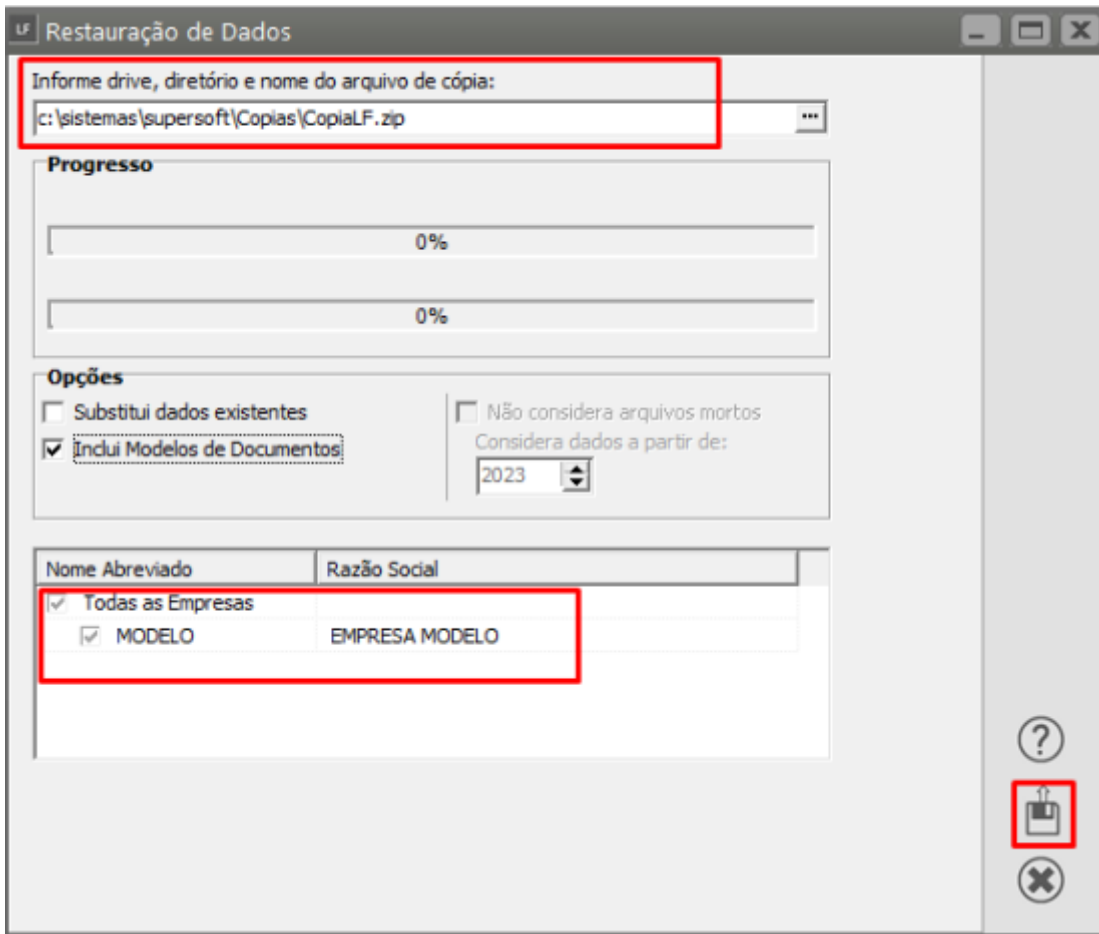 LF Restauração de Dados
Informe drive, diretório e nome do arquivo de cópia:
c:\sistemas\supersoft\Copias\CopiaLF.zip ...
Progresso
0%
0%
Opções
Substitui dados existentes
Inclui Modelos de Documentos
Não considera arquivos mortos
Considera dados a partir de:
2023
Nome Abreviado Razão Social
Todas as Empresas
MODELO EMPRESA MODELO
?